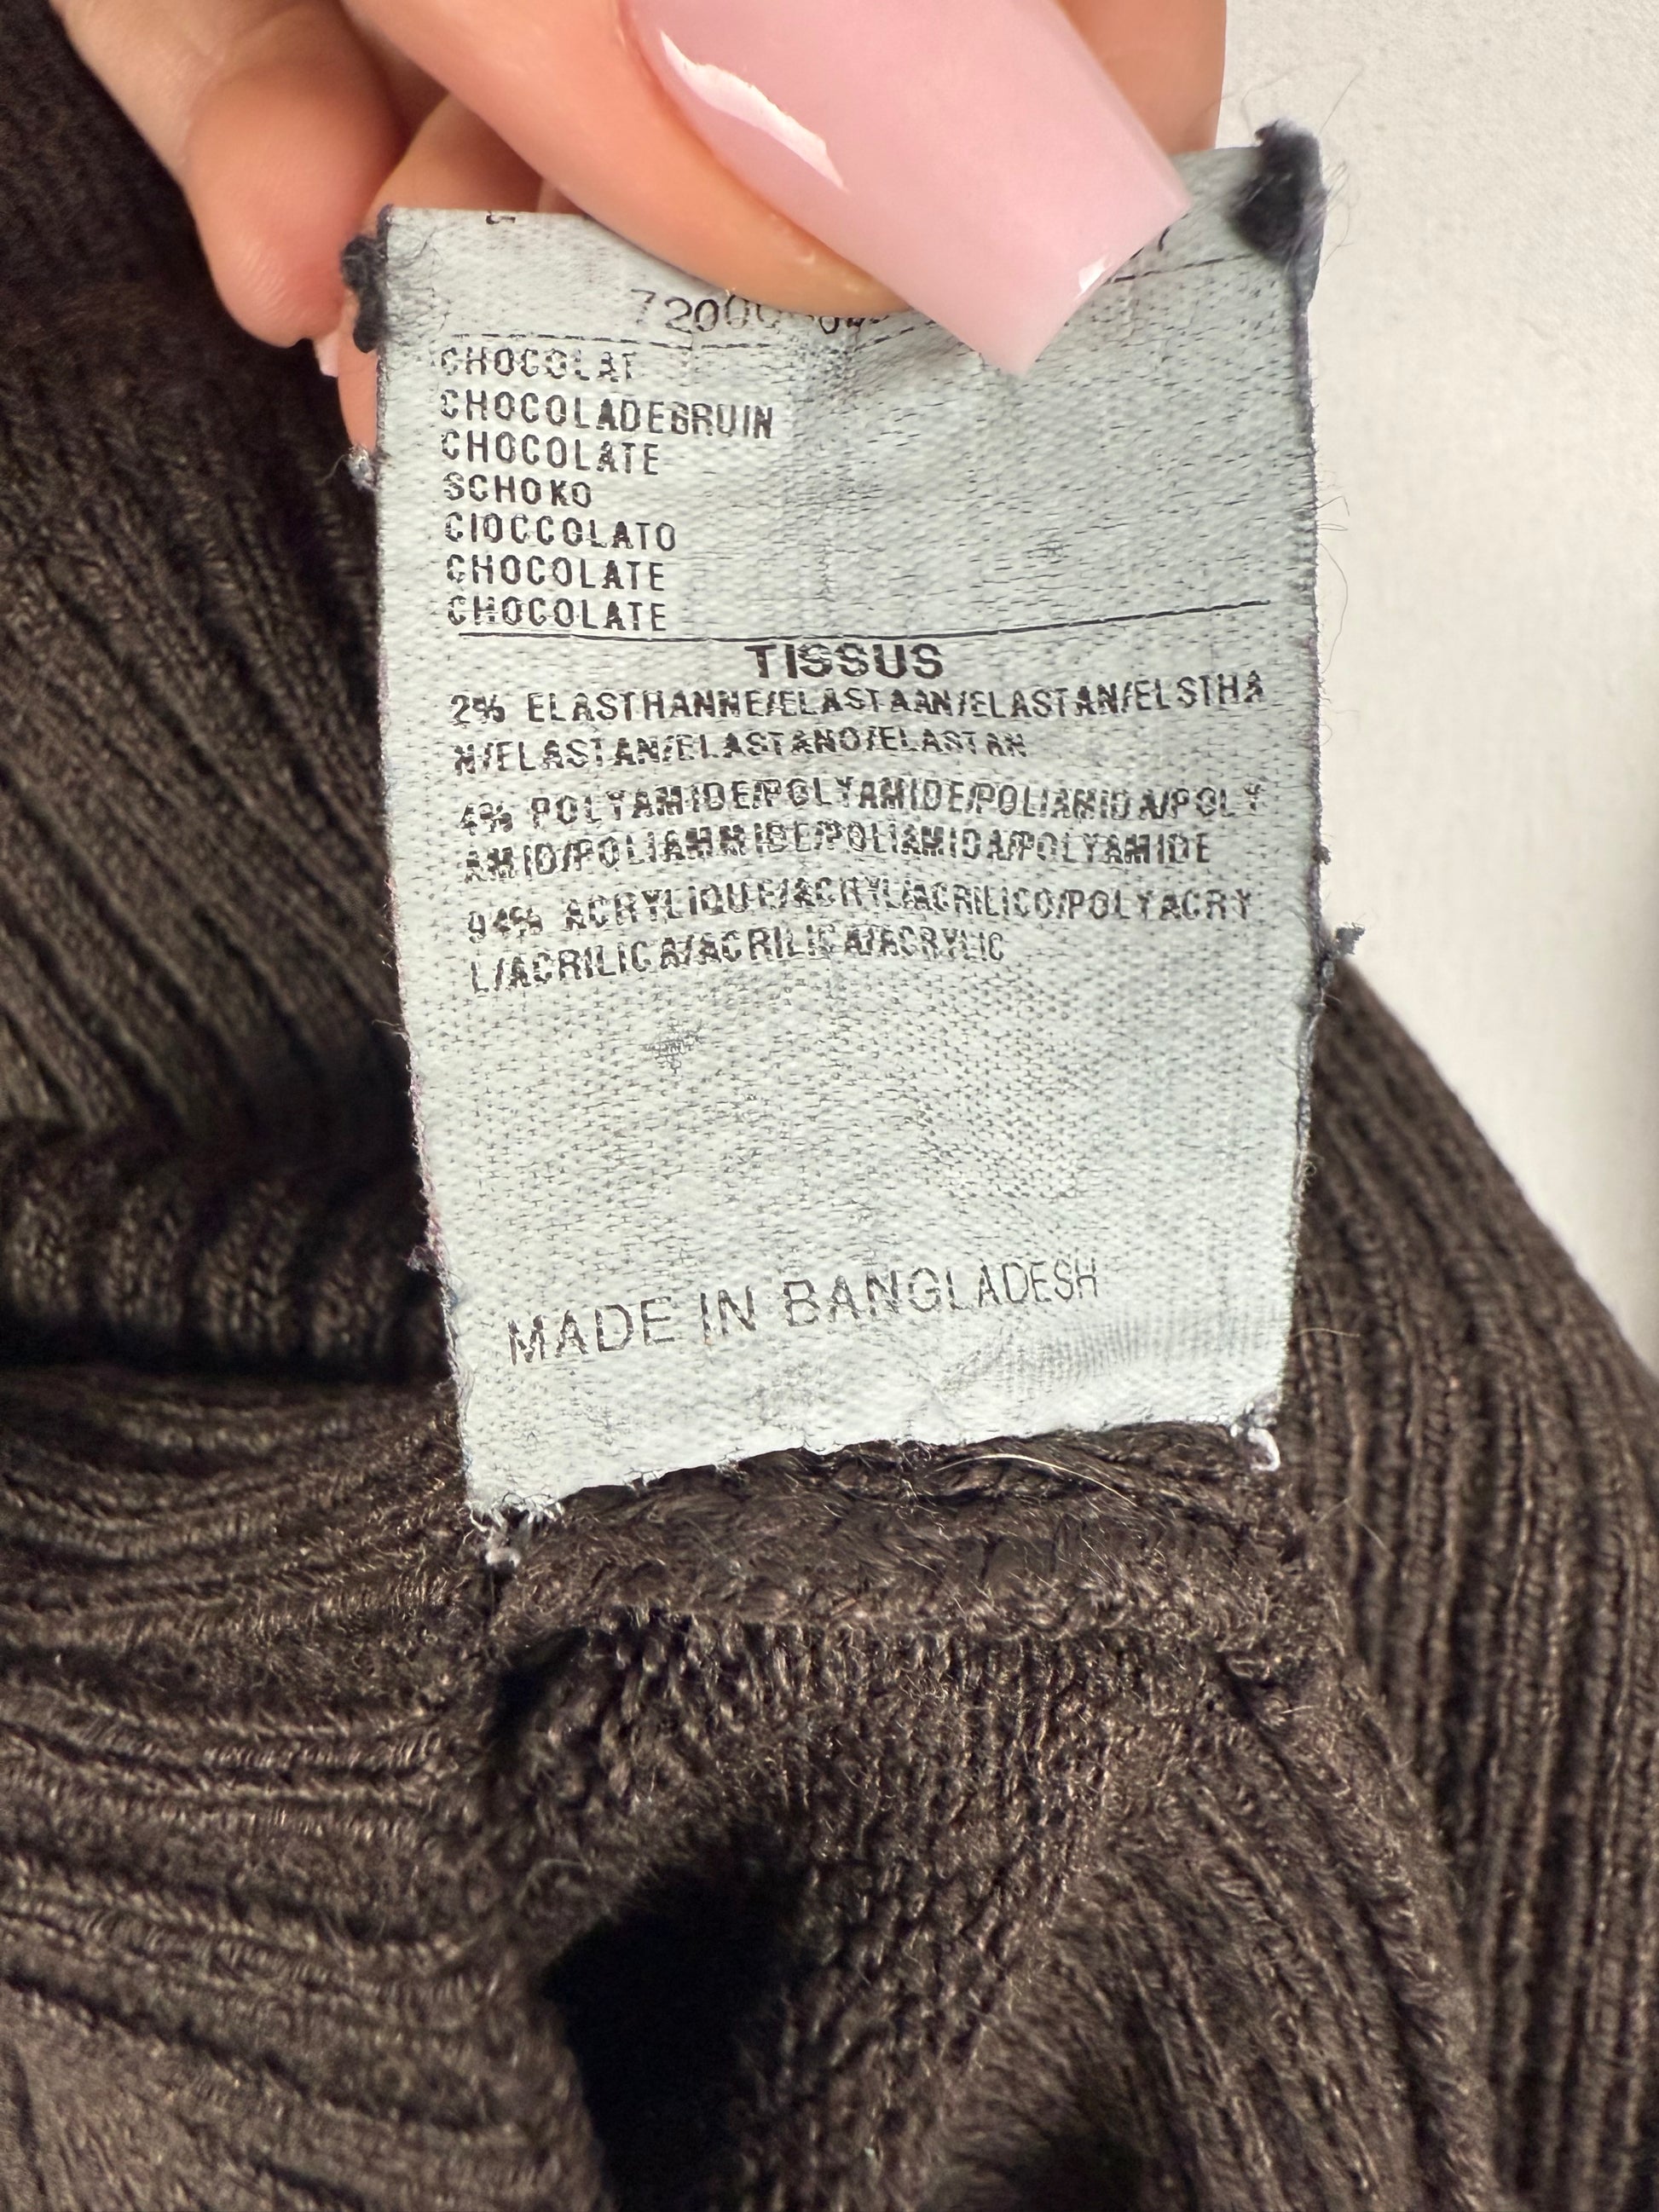 CHOCOLAT
CHOCOLADEBRUIN
CHOCOLATE
SCHOKO
CIOCCOLATO
CHOCOLATE
CHOCOLATE
TISSUS
2% ELASTHANNE/ELASTAAN/ELASTAN/ELSTHA
N/ELASTAN/ELASTANO/ELASTAN
4% POLYAMIDE/POLYAMIDE/POLIAMIDA/POLY
AMID/POLIAMMIDE/POLIAMIDA/POLYAMIDE
94% ACRYLIQUE/ACRYL/ACRILICO/POLYACRY
L/ACRILICA/ACRILICA/ACRYLIC
MADE IN BANGLADESH